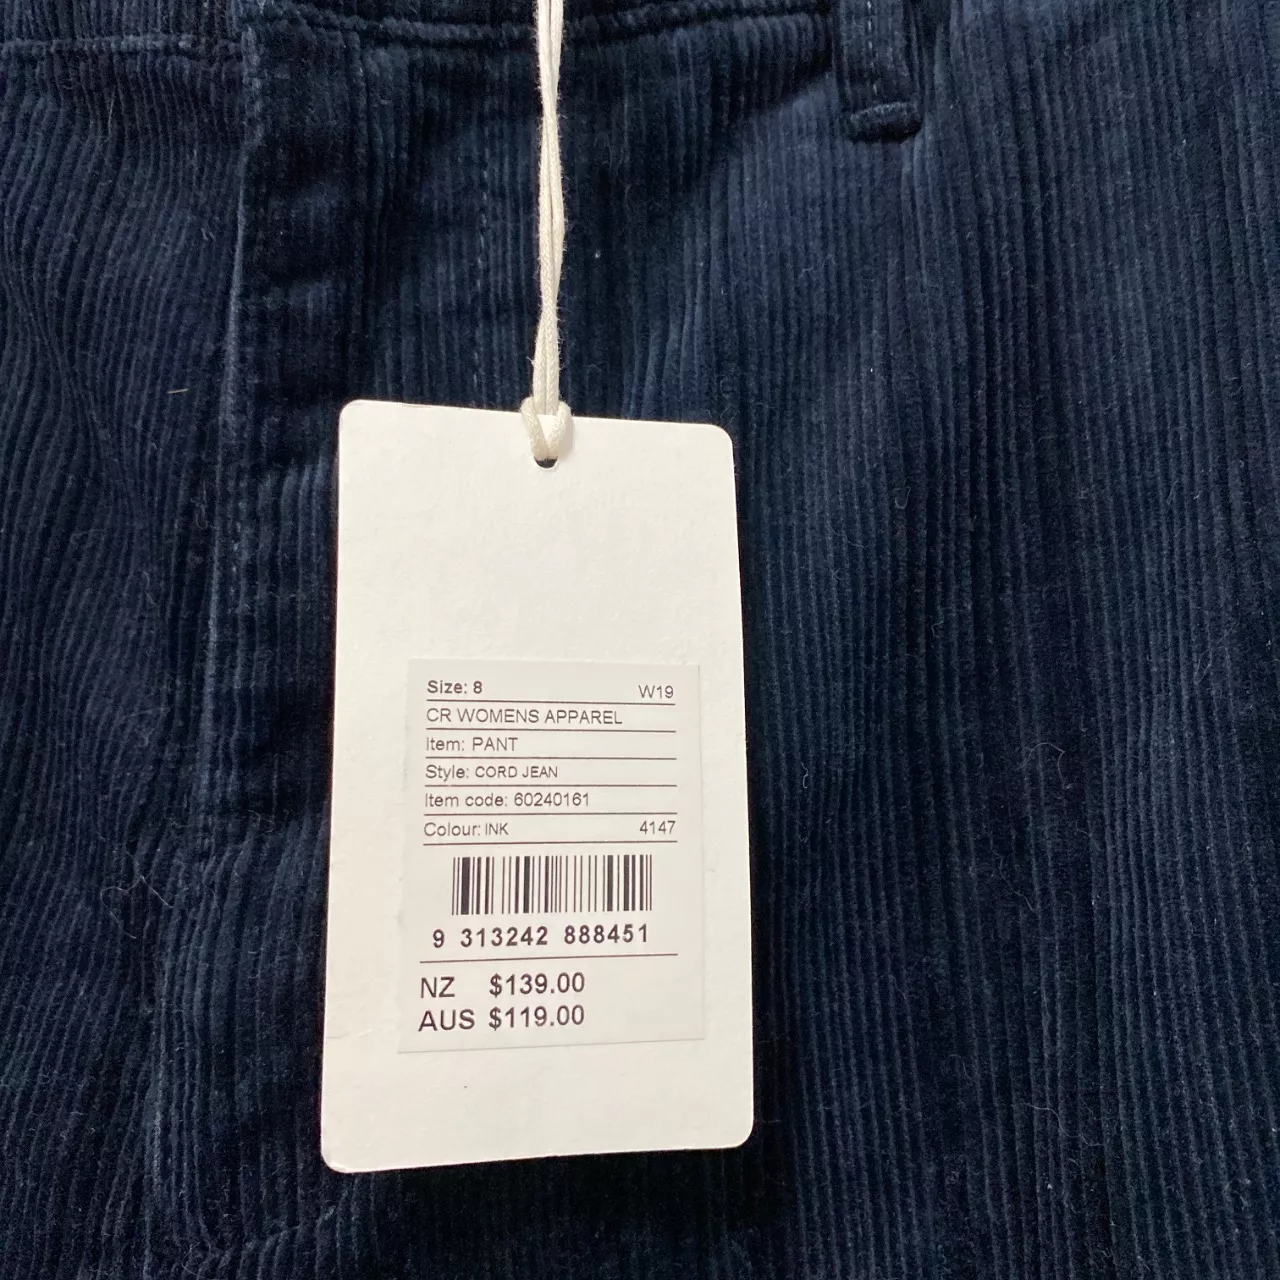 Size: 8 W19
CR WOMENS APPAREL
Item: PANT
Style: CORD JEAN
Item code: 60240161
Colour: INK 4147
9 313242 888451
NZ $139.00
AUS $119.00